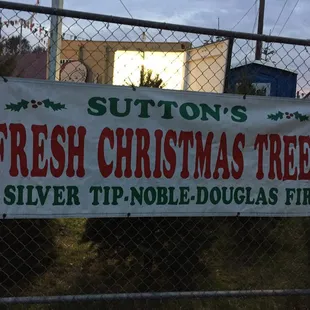 SUTTON'S
FRESH CHRISTMAS TREE
SILVER TIP-NOBLE-DOUGLAS FIR